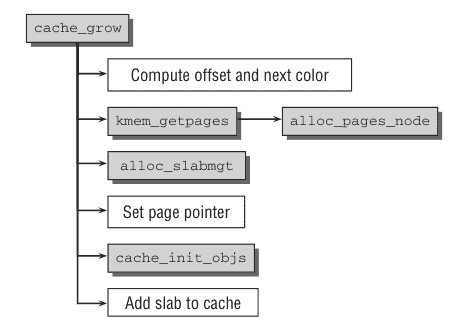 cache_grow
Compute offset and next color
kmem_getpages
alloc_pages_node
alloc_slabmgt
Set page pointer
cache_init_objs
Add slab to cache